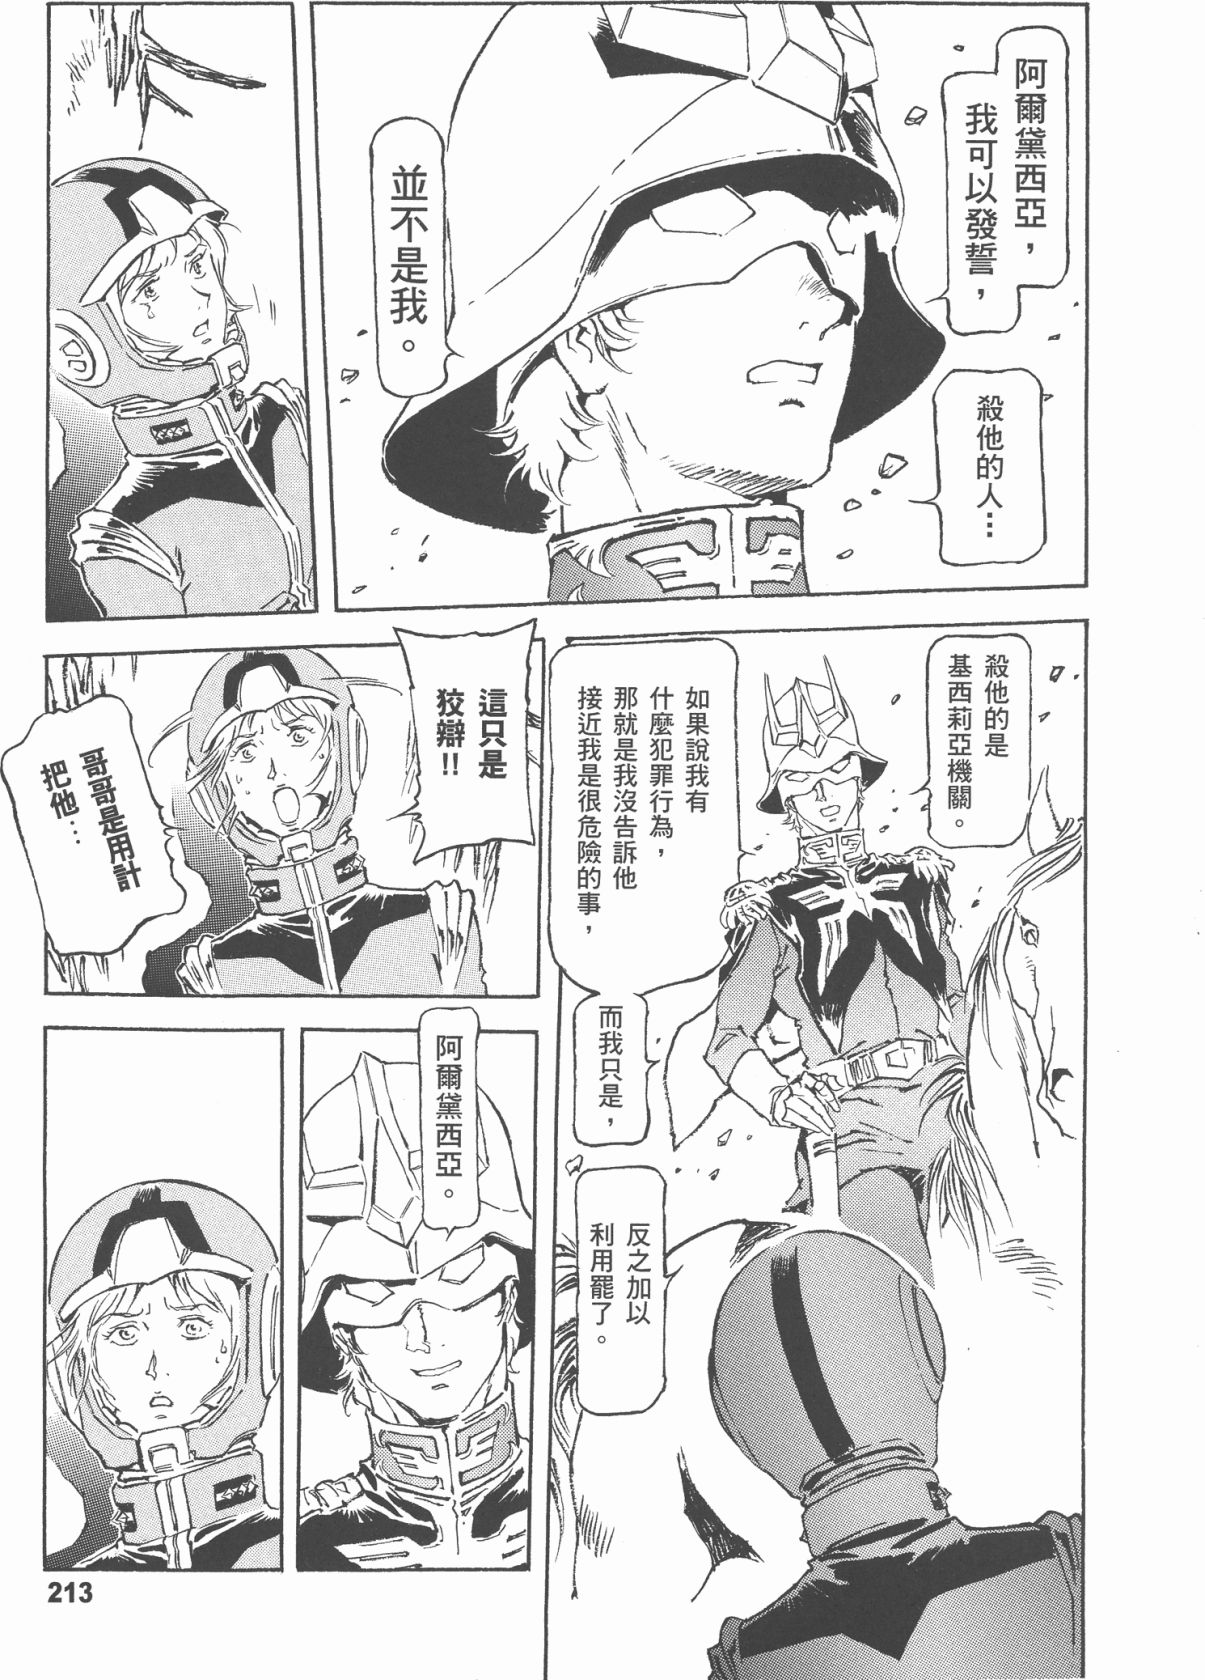 阿爾黛西亞，
我可以發誓，
殺他的人…
並不是我。
殺他的是
基西莉亞機關。
如果說我有
什麼犯罪行為，
那就是我沒告訴他
接近我是很危險的事，
而我只是，
反之加以
利用罷了。
這只是
狡辯!!
哥哥是用計
把他…
阿爾黛西亞。
213